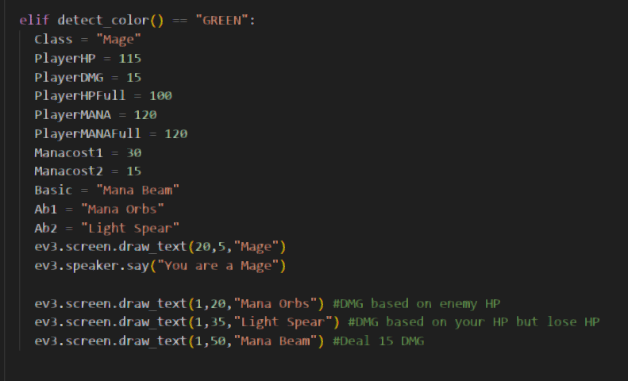 elif detect_color() == "GREEN":
Class = "Mage"
PlayerHP = 115
PlayerDMG = 15
PlayerHPFull = 100
PlayerMANA = 120
PlayerMANAFull = 120
Manacost1 = 30
Manacost2 = 15
Basic = "Mana Beam"
Ab1 = "Mana Orbs"
Ab2 = "Light Spear"
ev3.screen.draw_text(20,5,"Mage")
ev3.speaker.say("You are a Mage")
ev3.screen.draw_text(1,20,"Mana Orbs") #DMG based on enemy HP
ev3.screen.draw_text(1,35,"Light Spear") #DMG based on your HP but lose HP
ev3.screen.draw_text(1,50,"Mana Beam") #Deal 15 DMG